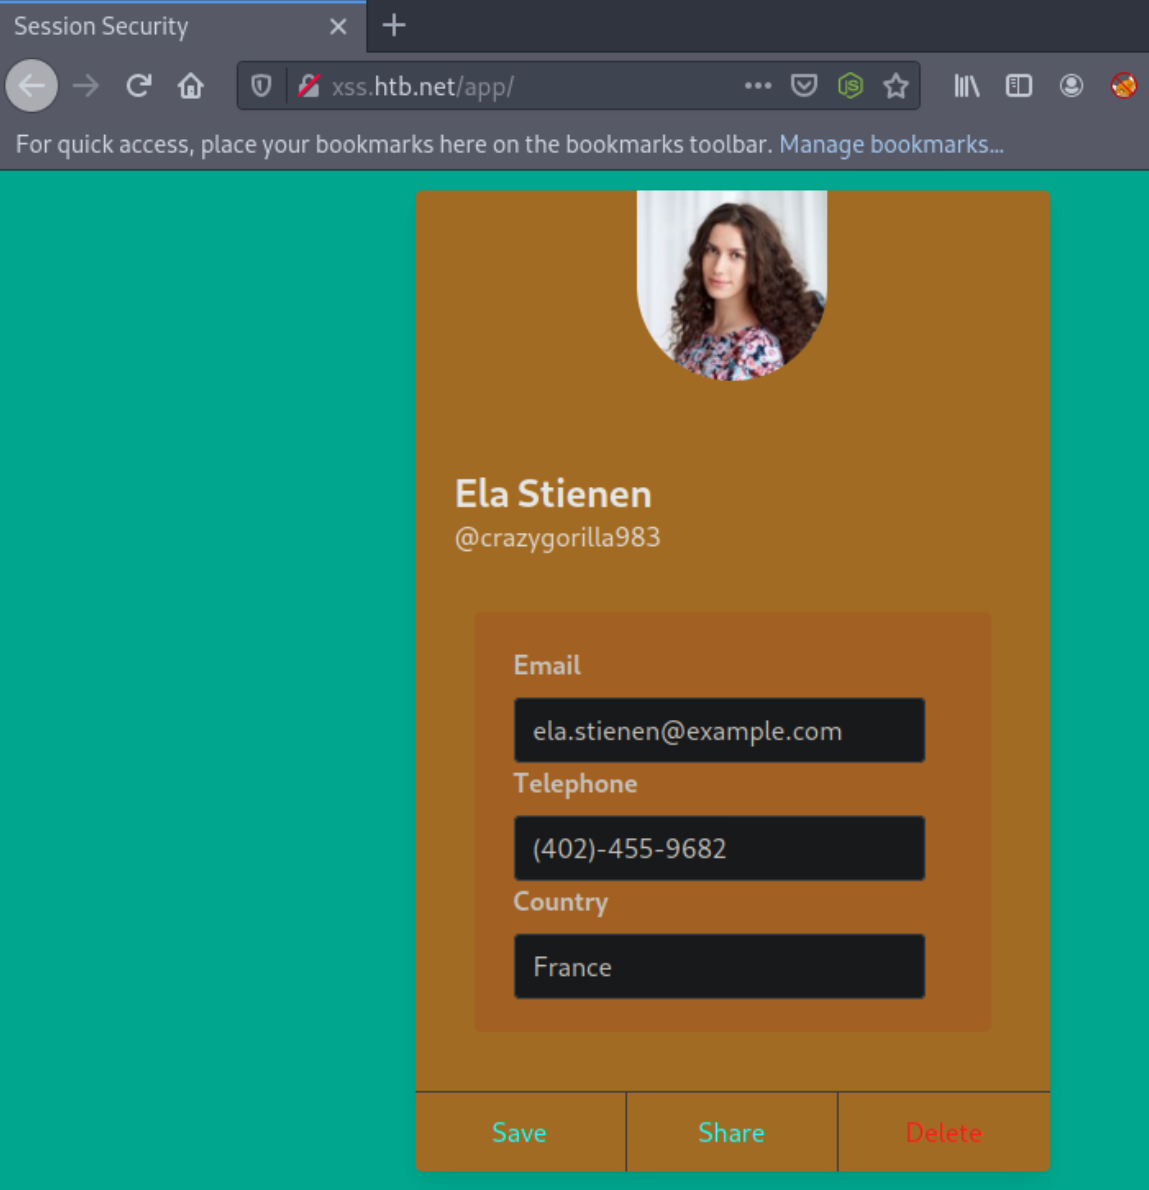 Session Security
xss.htb.net/app/
For quick access, place your bookmarks here on the bookmarks toolbar. Manage bookmarks...
Ela Stienen
@crazygorilla983
Email
ela.stienen@example.com
Telephone
(402)-455-9682
Country
France
Save Share Delete